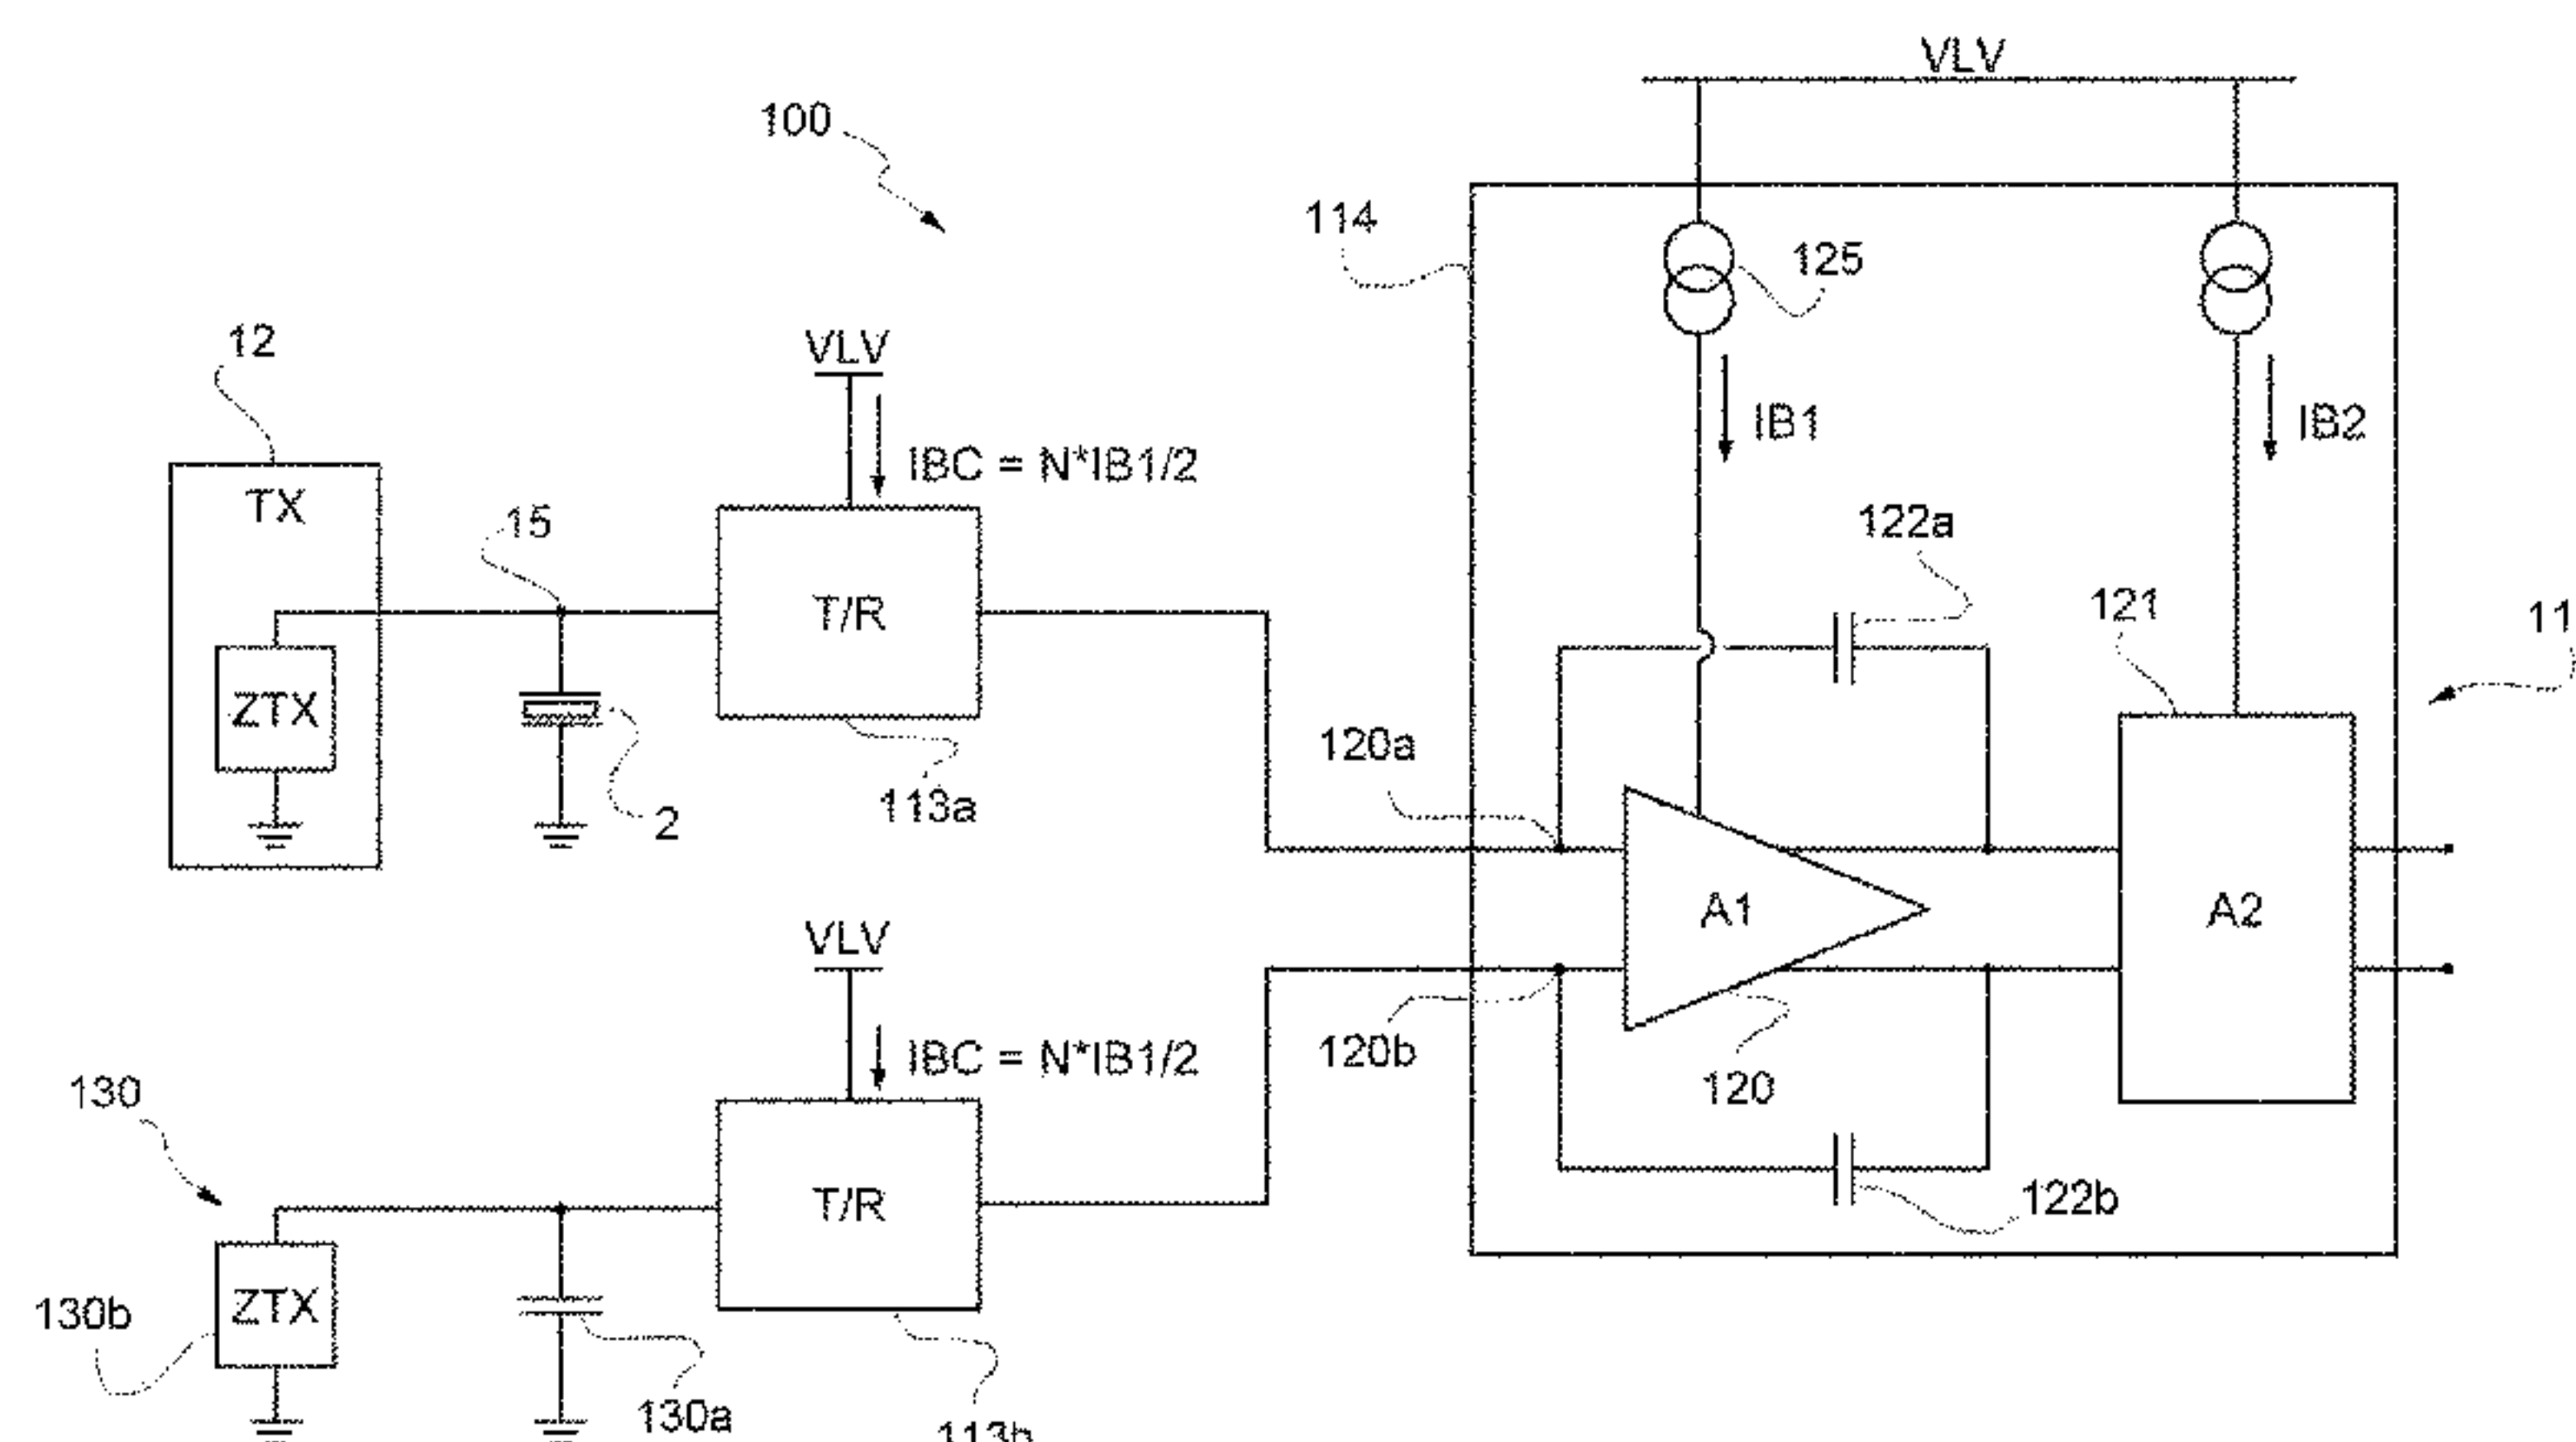 VLV
100
114
125
12
VLV
IB1
IB2
IBC = N*IB1/2
TX
15
122a
121
11
T/R
ZTX
120a
2
113a
A1
A2
VLV
120b
IBC = N*IB1/2
120
130
T/R
122b
130b
ZTX
130a
113b